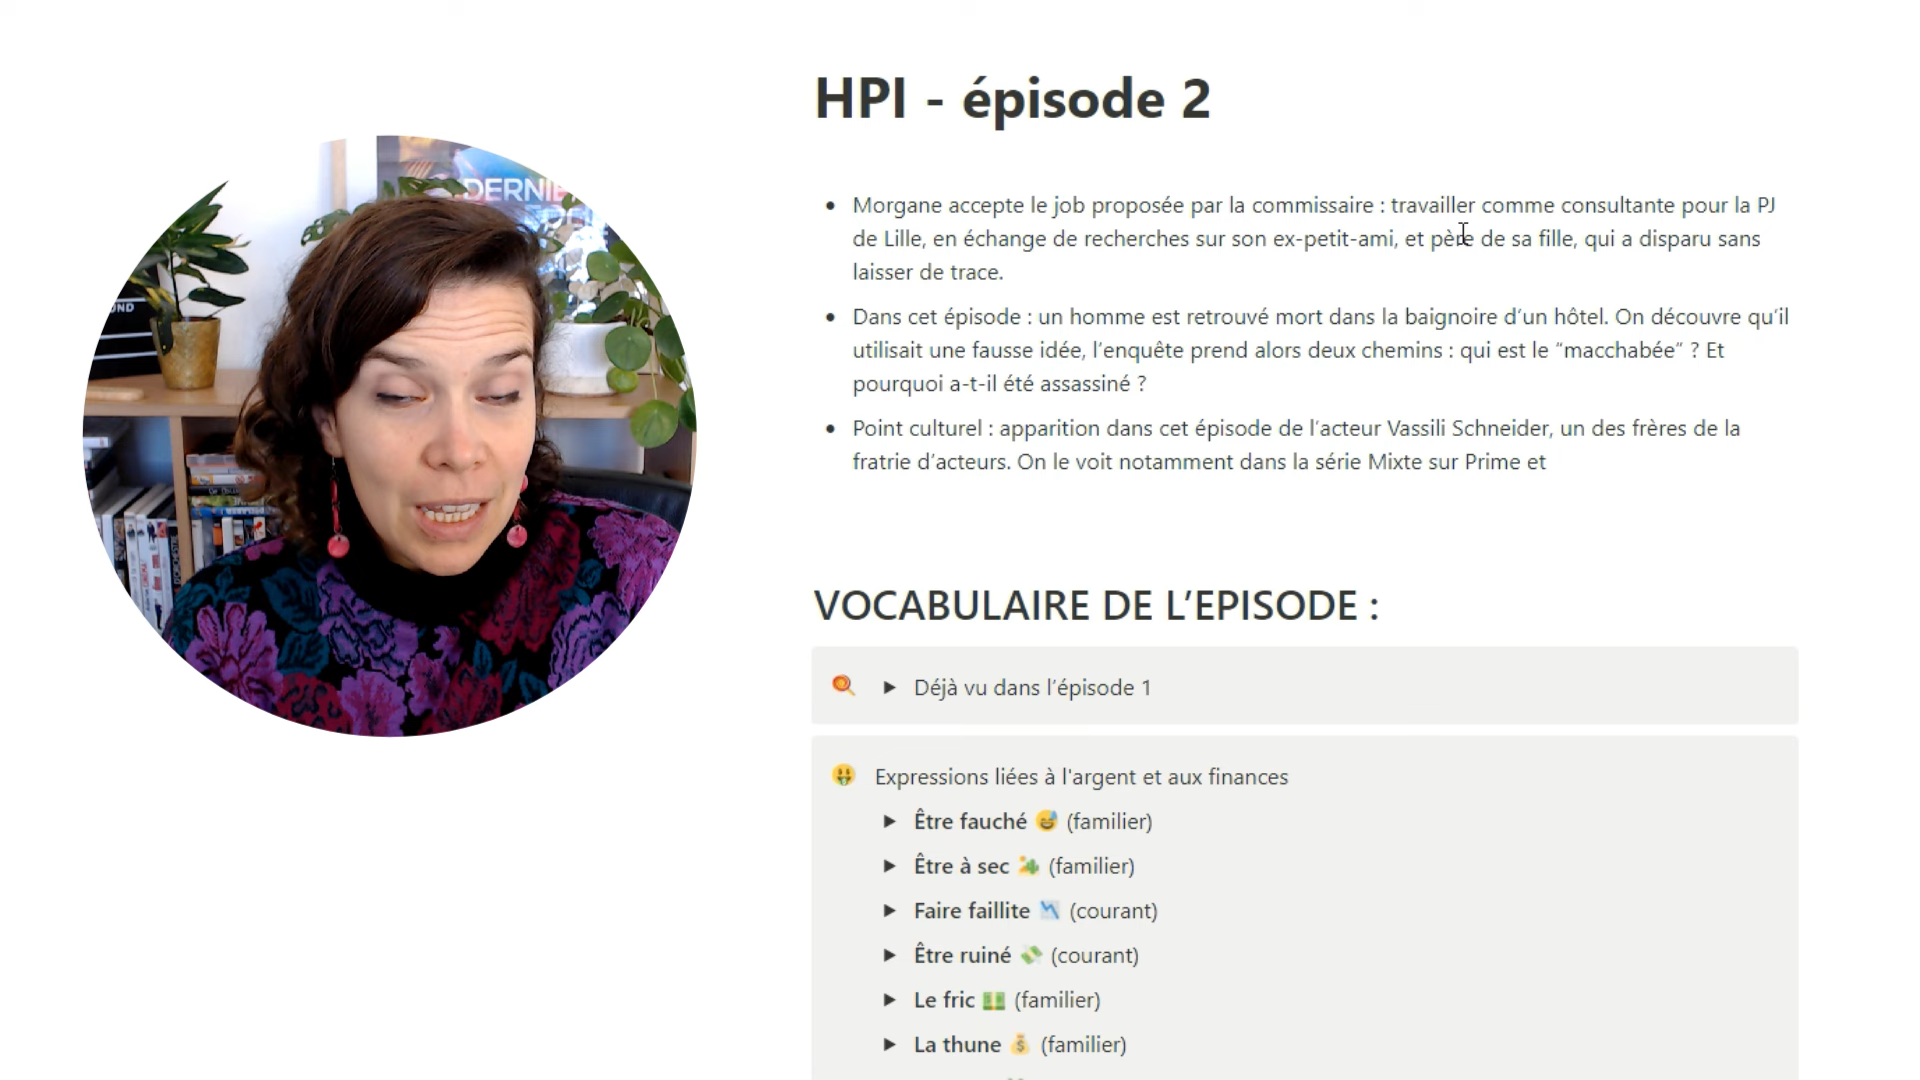 HPI - épisode 2
Morgane accepte le job proposée par la commissaire : travailler comme consultante pour la PJ
de Lille, en échange de recherches sur son ex-petit-ami, et père de sa fille, qui a disparu sans
laisser de trace.
Dans cet épisode : un homme est retrouvé mort dans la baignoire d’un hôtel. On découvre qu’il
utilisait une fausse idée, l’enquête prend alors deux chemins : qui est le “macchabée” ? Et
pourquoi a-t-il été assassiné ?
Point culturel : apparition dans cet épisode de l’acteur Vassili Schneider, un des frères de la
fratrie d’acteurs. On le voit notamment dans la série Mixte sur Prime et
VOCABULAIRE DE L’EPISODE :
Déjà vu dans l’épisode 1
Expressions liées à l'argent et aux finances
Être fauché 😅 (familier)
Être à sec 🏜️ (familier)
Faire faillite 📉 (courant)
Être ruiné 💸 (courant)
Le fric 💵 (familier)
La thune 💰 (familier)
DERNIE
OND